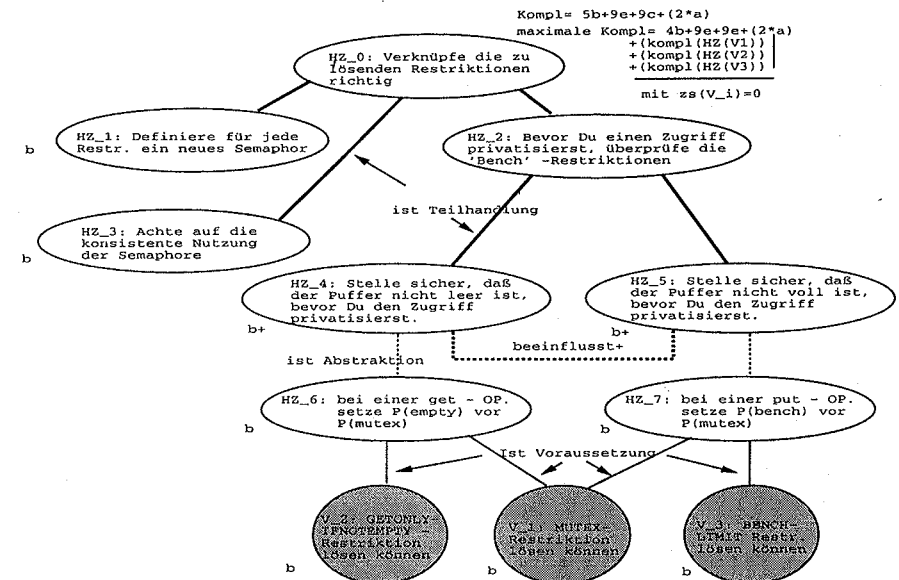 Kompl= 5b+9e+9c+(2*a)
maximale Kompl= 4b+9e+9e+(2*a)
+(kompl(HZ(V1))
+(kompl(HZ(V2))
+(kompl(HZ(V3))
mit zs(V_i)=0
HZ_0: Verknüpfe die zu
lösenden Restriktionen
richtig
HZ_1: Definiere für jede
Restr. ein neues Semaphor
b
HZ_2: Bevor Du einen Zugriff
privatisierst, überprüfe die
'Bench' -Restriktionen
ist Teilhandlung
HZ_3: Achte auf die
konsistente Nutzung
der Semaphore
b
HZ_4: Stelle sicher, daß
der Puffer nicht leer ist,
bevor Du den Zugriff
privatisierst.
b+
HZ_5: Stelle sicher, daß
der Puffer nicht voll ist,
bevor Du den Zugriff
privatisierst.
b+
beeinflusst+
ist Abstraktion
HZ_6: bei einer get - OP.
setze P(empty) vor
P(mutex)
b
HZ_7: bei einer put - OP.
setze P(bench) vor
P(mutex)
b
Ist Voraussetzung
V_2: GETONLY-
IFNOTEMPTY -
Restriktion
lösen können
b
V_1: MUTEX-
Restriktion
lösen können
b
V_3: BENCH-
LIMIT Restr.
lösen können
b